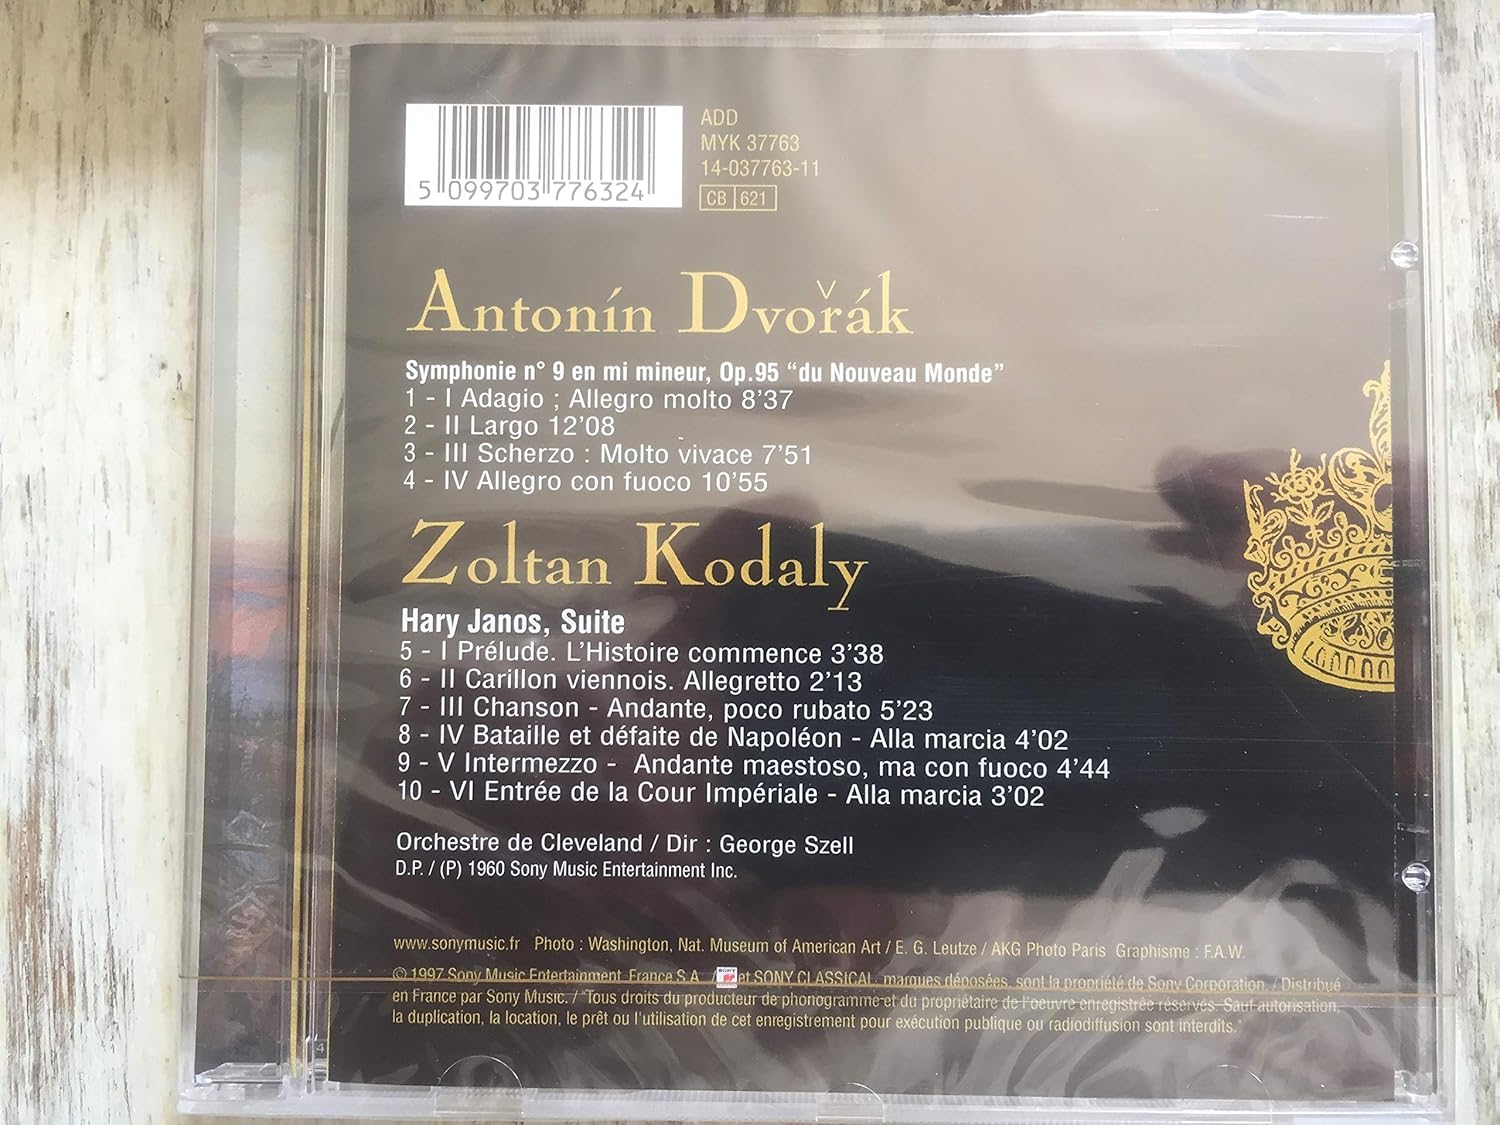 ADD
MYK 37763
14-037763-11
CB 621
5 099703 776324
Antonín Dvořák
Symphonie n° 9 en mi mineur, Op.95 “du Nouveau Monde”
1 - I Adagio ; Allegro molto 8’37
2 - II Largo 12’08
3 - III Scherzo : Molto vivace 7’51
4 - IV Allegro con fuoco 10’55
Zoltan Kodaly
Hary Janos, Suite
5 - I Prélude. L’Histoire commence 3’38
6 - II Carillon viennois. Allegretto 2’13
7 - III Chanson - Andante, poco rubato 5’23
8 - IV Bataille et défaite de Napoléon - Alla marcia 4’02
9 - V Intermezzo - Andante maestoso, ma con fuoco 4’44
10 - VI Entrée de la Cour Impériale - Alla marcia 3’02
Orchestre de Cleveland / Dir : George Szell
D.P. / (P) 1960 Sony Music Entertainment Inc.
www.sonymusic.fr Photo : Washington, Nat. Museum of American Art / E. G. Leutze / AKG Photo Paris Graphisme : F.A.W.
© 1997 Sony Music Entertainment France S.A. / SONY et SONY CLASSICAL marques déposées, sont la propriété de Sony Corporation. / Distribué
en France par Sony Music. / "Tous droits du producteur de phonogramme et du propriétaire de l'oeuvre enregistrée réservés. Sauf autorisation,
la duplication, la location, le prêt ou l'utilisation de cet enregistrement pour exécution publique ou radiodiffusion sont interdits."